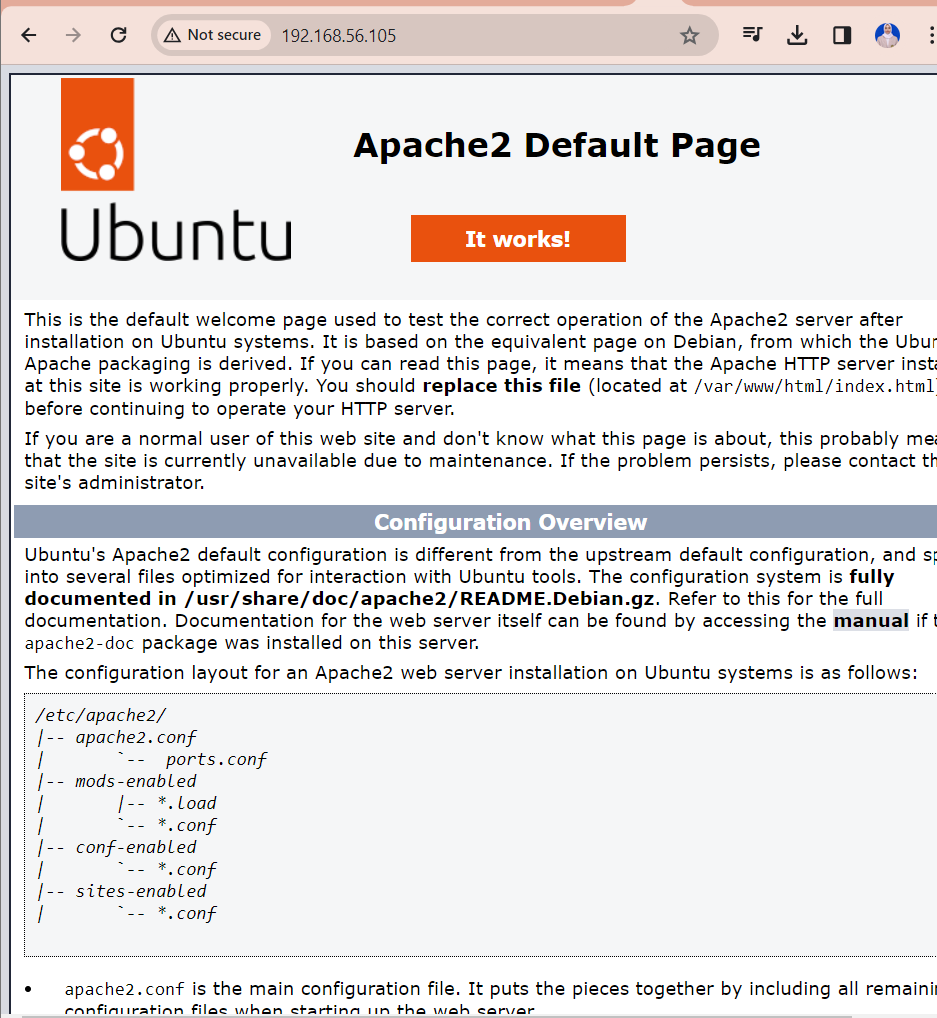 Not secure 192.168.56.105
Apache2 Default Page
Ubuntu
It works!
This is the default welcome page used to test the correct operation of the Apache2 server after
installation on Ubuntu systems. It is based on the equivalent page on Debian, from which the
Apache packaging is derived. If you can read this page, it means that the Apache HTTP server
at this site is working properly. You should replace this file (located at /var/www/html/index.html)
before continuing to operate your HTTP server.
If you are a normal user of this web site and don't know what this page is about, this probably
that the site is currently unavailable due to maintenance. If the problem persists, please contact
site's administrator.
Configuration Overview
Ubuntu's Apache2 default configuration is different from the upstream default configuration, and
into several files optimized for interaction with Ubuntu tools. The configuration system is fully
documented in /usr/share/doc/apache2/README.Debian.gz. Refer to this for the full
documentation. Documentation for the web server itself can be found by accessing the manual if
apache2-doc package was installed on this server.
The configuration layout for an Apache2 web server installation on Ubuntu systems is as follows:
/etc/apache2/
|-- apache2.conf
|       `--  ports.conf
|-- mods-enabled
|       |-- *.load
|       `-- *.conf
|-- conf-enabled
|       `-- *.conf
|-- sites-enabled
|       `-- *.conf
• apache2.conf is the main configuration file. It puts the pieces together by including all
configuration files when starting up the web server.